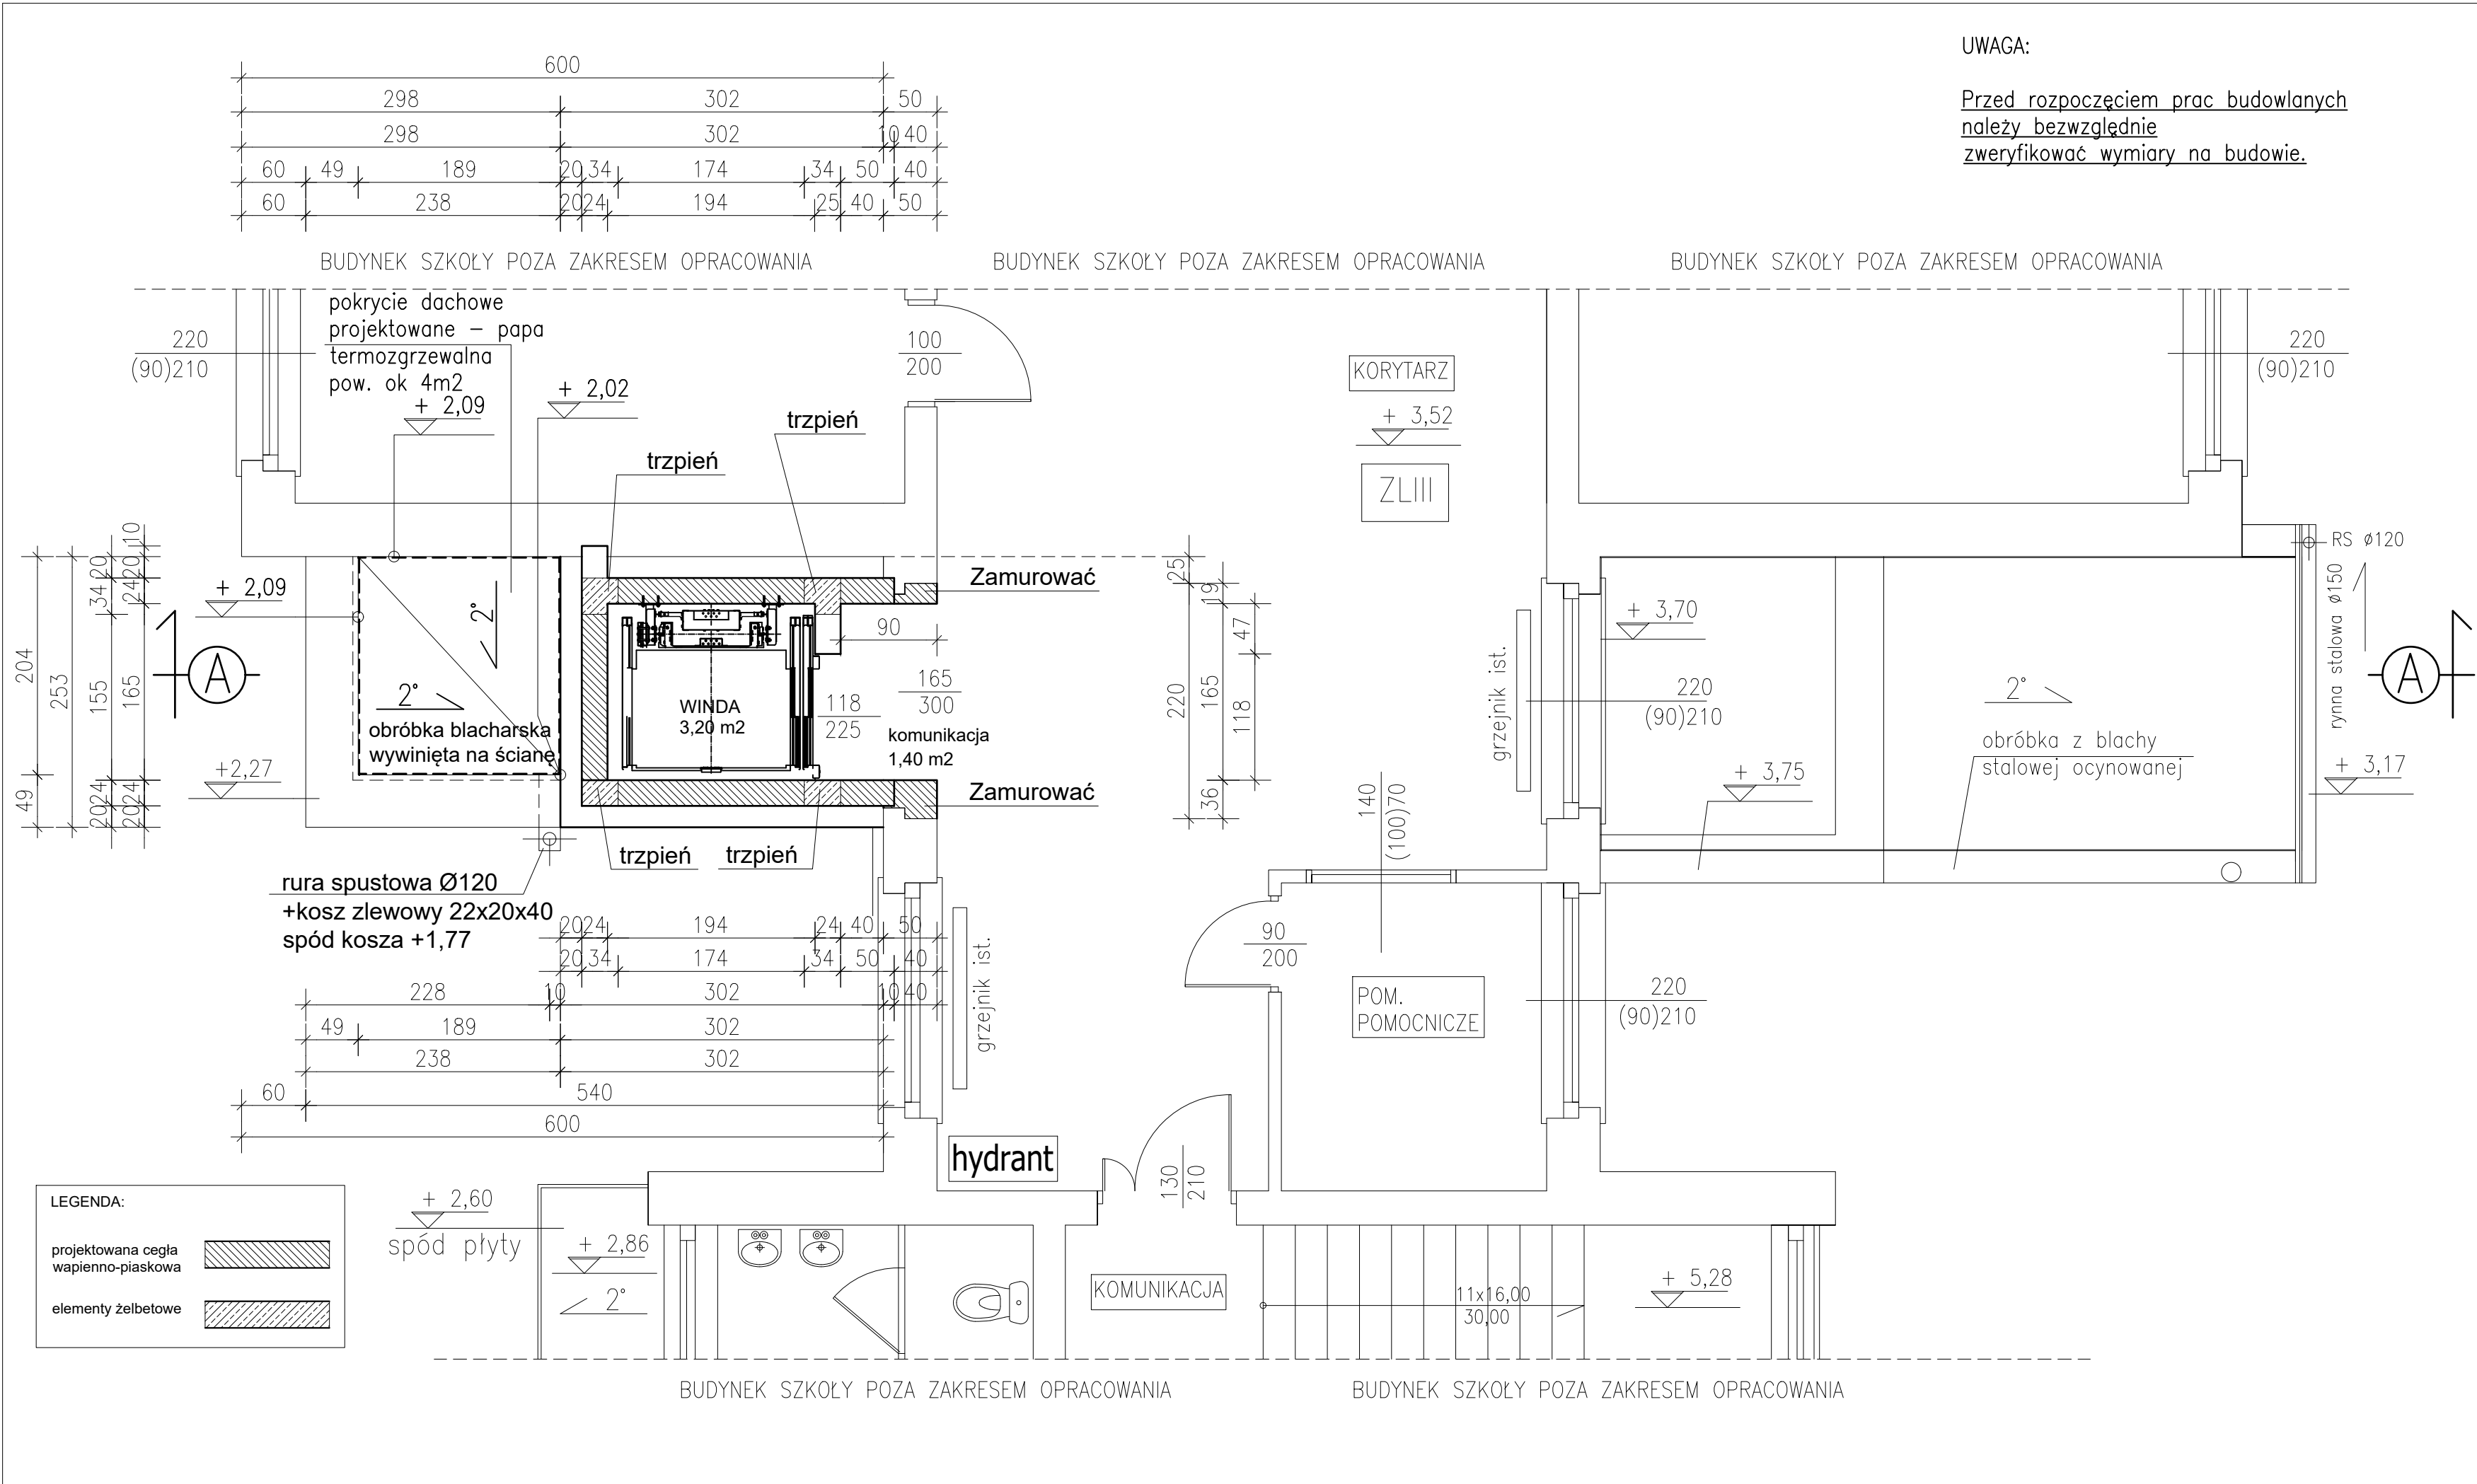 UWAGA:
Przed rozpoczęciem prac budowlanych
należy bezwzględnie
zweryfikować wymiary na budowie.
600
298 302 50
298 302 10 40
60 49 189 20 34 174 34 50 40
60 238 20 24 194 25 40 50
BUDYNEK SZKOŁY POZA ZAKRESEM OPRACOWANIA
BUDYNEK SZKOŁY POZA ZAKRESEM OPRACOWANIA
BUDYNEK SZKOŁY POZA ZAKRESEM OPRACOWANIA
pokrycie dachowe
projektowane – papa
termozgrzewalna
pow. ok 4m2
220
(90)210
+ 2,09
+ 2,02
trzpień
trzpień
100
200
KORYTARZ
+ 3,52
ZLIII
220
(90)210
RS ø120
rynna stalowa ø150
+ 3,17
A
A
+ 2,09
+2,27
204
49
253
20
34
155
24
20
10
20
24
165
24
20
2°
2°
obróbka blacharska
wywinięta na ścianę
WINDA
3,20 m2
118
225
90
165
300
komunikacja
1,40 m2
Zamurować
Zamurować
25
220
19
165
36
47
118
grzejnik ist.
+ 3,70
220
(90)210
+ 3,75
2°
obróbka z blachy
stalowej ocynowanej
140
(100)70
trzpień
trzpień
rura spustowa Ø120
+kosz zlewowy 22x20x40
spód kosza +1,77
20 24 194 24 40 50
20 34 174 34 50 40
228 10 302 10 40
49 189 302
238 302
60 540
600
grzejnik ist.
90
200
POM.
POMOCNICZE
220
(90)210
hydrant
130
210
LEGENDA:
projektowana cegła
wapienno-piaskowa
elementy żelbetowe
+ 2,60
spód płyty
+ 2,86
2°
KOMUNIKACJA
11x16,00
30,00
+ 5,28
BUDYNEK SZKOŁY POZA ZAKRESEM OPRACOWANIA
BUDYNEK SZKOŁY POZA ZAKRESEM OPRACOWANIA